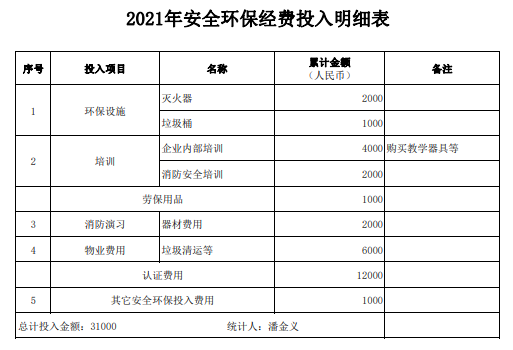 2021年安全环保经费投入明细表
序号 投入项目 名称 累计金额 备注
（人民币）
1 环保设施 灭火器 2000
垃圾桶 1000
2 培训 企业内部培训 4000 购买教学器具等
消防安全培训 2000
劳保用品 1000
3 消防演习 器材费用 2000
4 物业费用 垃圾清运等 6000
认证费用 12000
5 其它安全环保投入费用 1000
总计投入金额：31000 统计人：潘金义